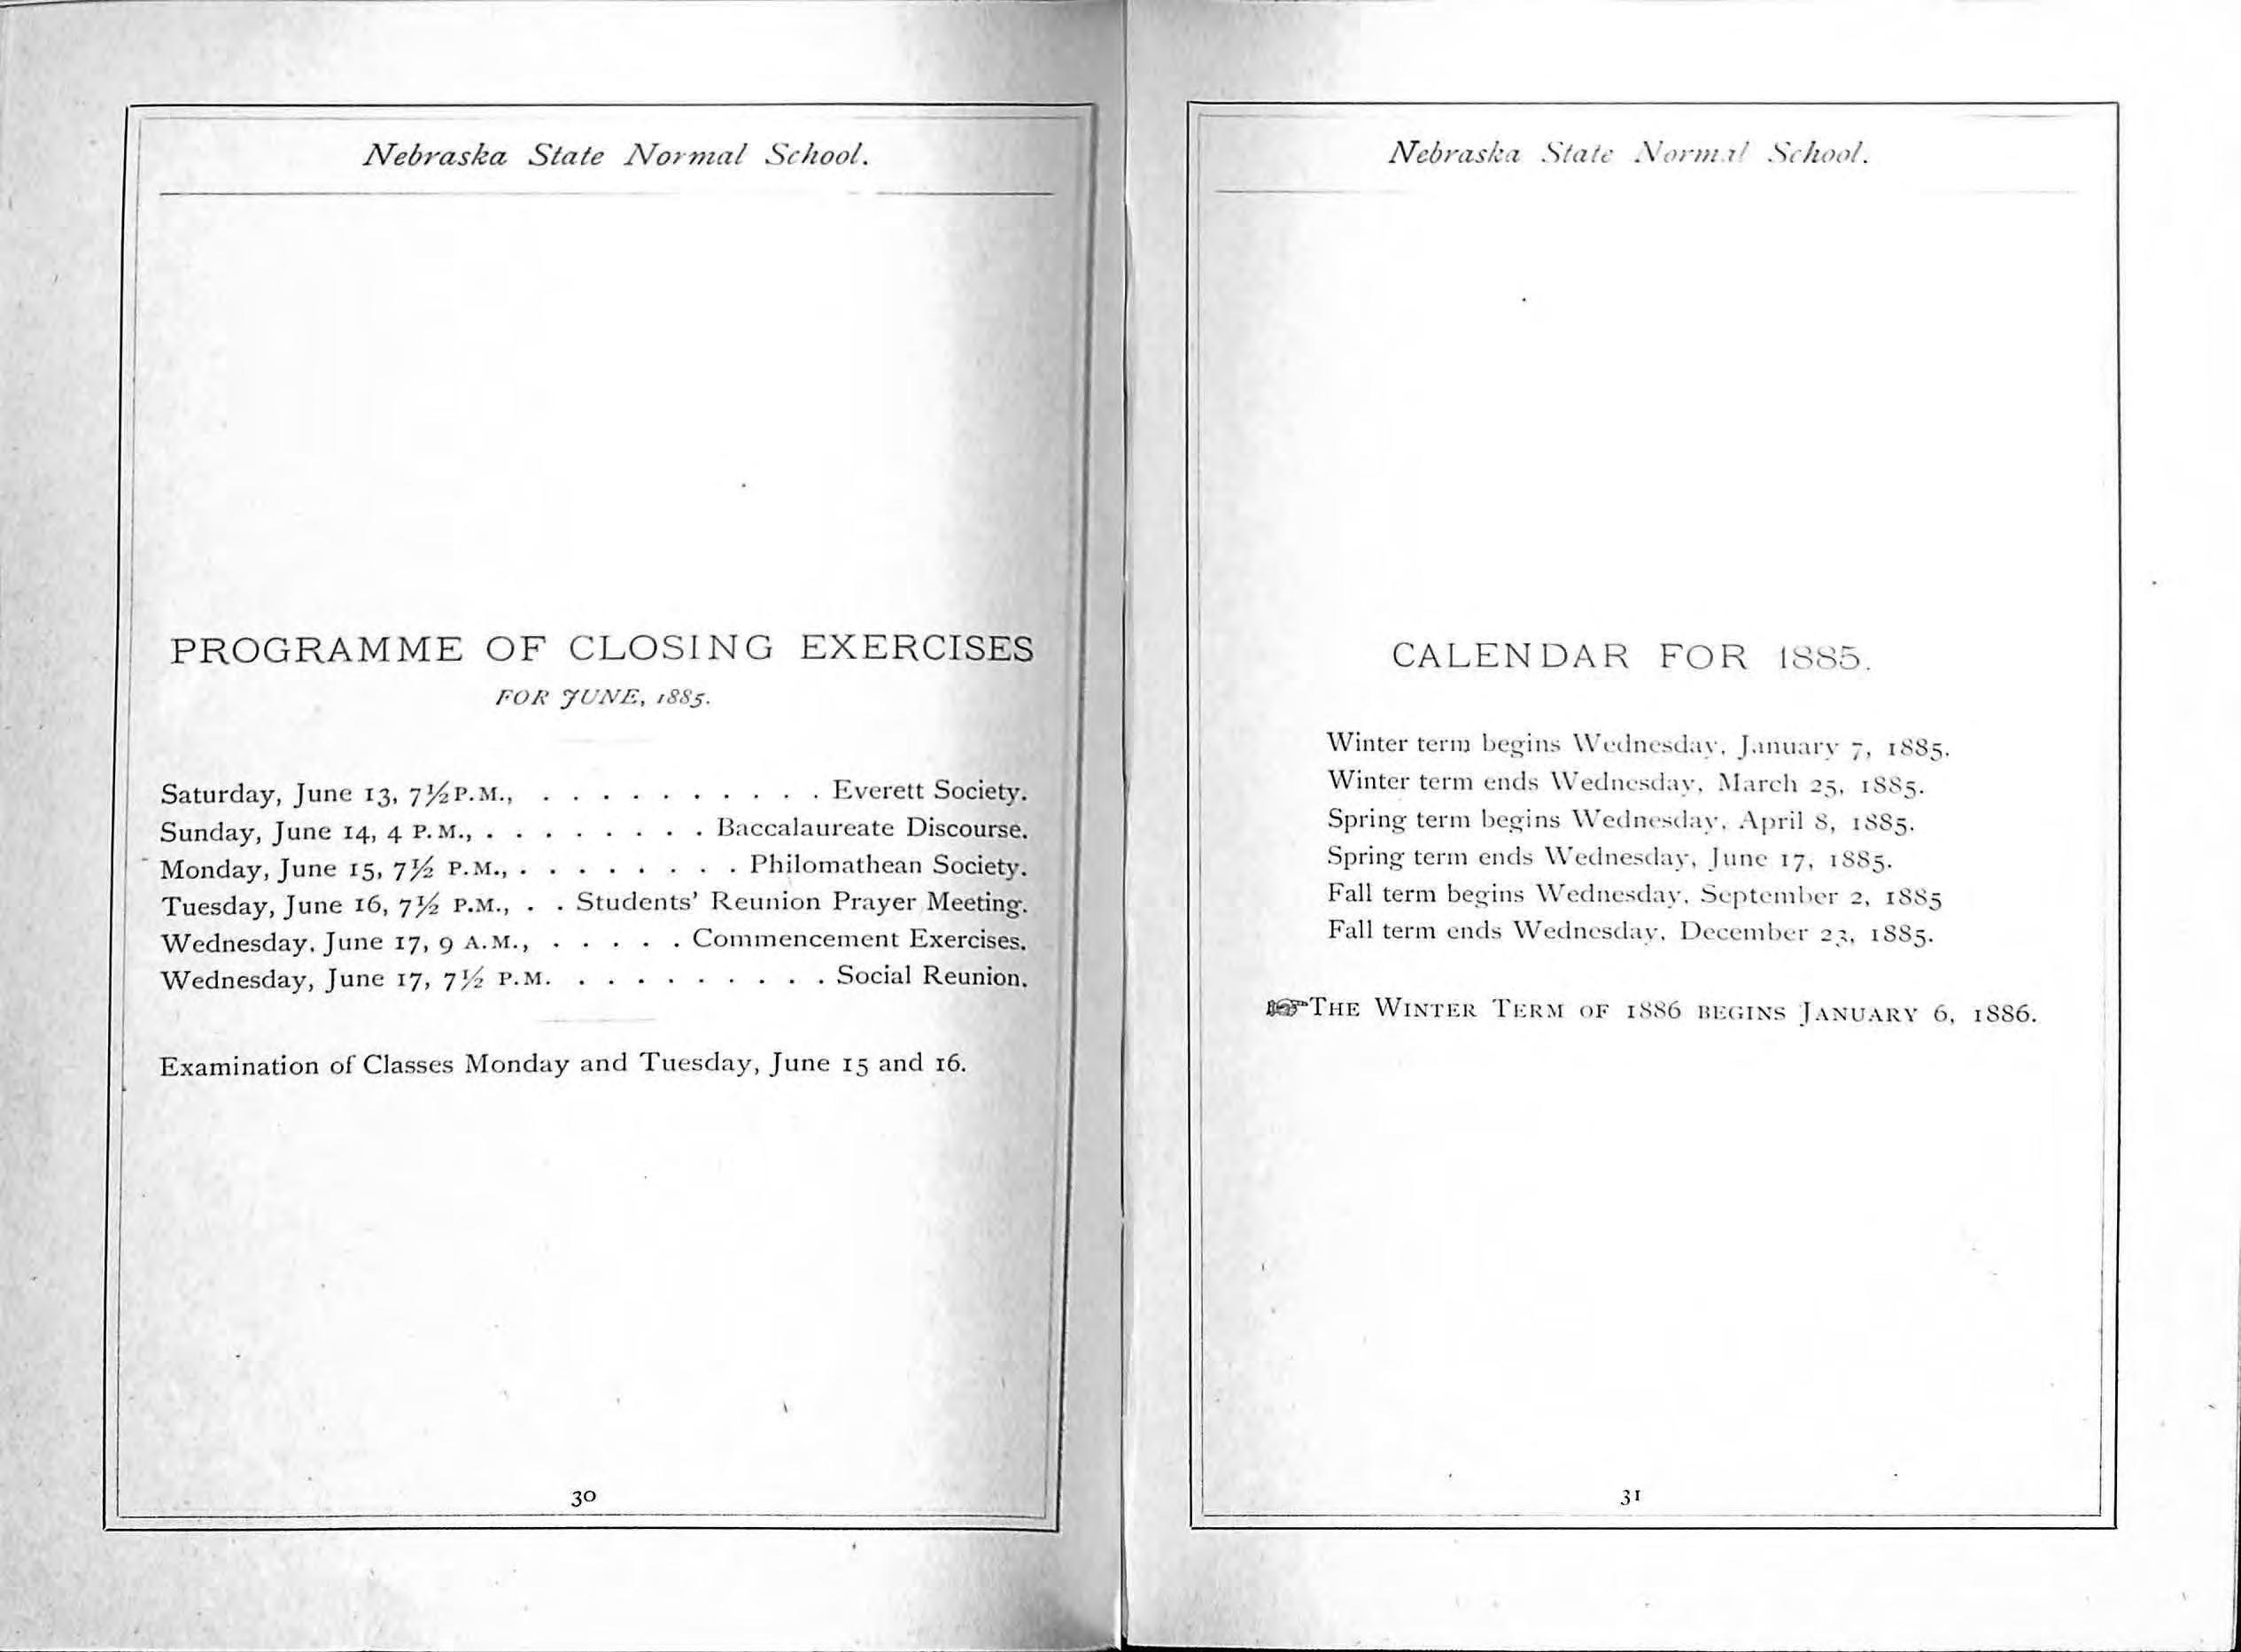 Nebraska State Normal School.
PROGRAMME OF CLOSING EXERCISES
FOR JUNE, 1885.
Saturday, June 13, 7½ P.M., . . . . . . . . . . Everett Society.
Sunday, June 14, 4 P.M., . . . . . . . . Baccalaureate Discourse.
Monday, June 15, 7½ P.M., . . . . . . . . Philomathean Society.
Tuesday, June 16, 7½ P.M., . . Students' Reunion Prayer Meeting.
Wednesday, June 17, 9 A.M., . . . . . Commencement Exercises.
Wednesday, June 17, 7½ P.M. . . . . . . . . . Social Reunion.
Examination of Classes Monday and Tuesday, June 15 and 16.
30
Nebraska State Normal School.
CALENDAR FOR 1885.
Winter term begins Wednesday, January 7, 1885.
Winter term ends Wednesday, March 25, 1885.
Spring term begins Wednesday, April 8, 1885.
Spring term ends Wednesday, June 17, 1885.
Fall term begins Wednesday, September 2, 1885
Fall term ends Wednesday, December 23, 1885.
☞THE WINTER TERM OF 1886 BEGINS JANUARY 6, 1886.
31